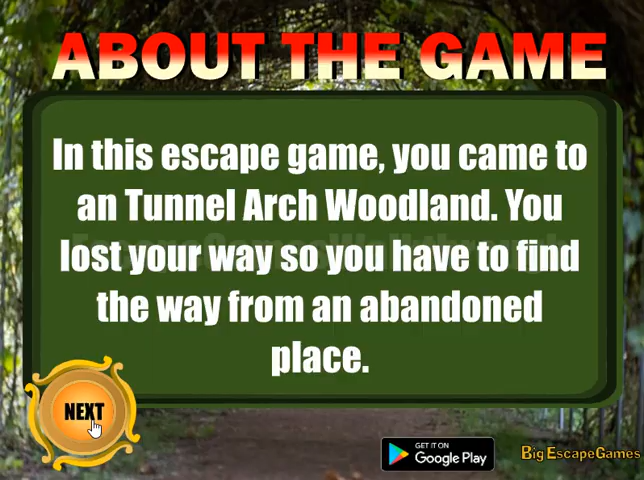 ABOUT THE GAME
In this escape game, you came to
an Tunnel Arch Woodland. You
lost your way so you have to find
the way from an abandoned
place.
NEXT
GET IT ON
Google Play
BigEscapeGames